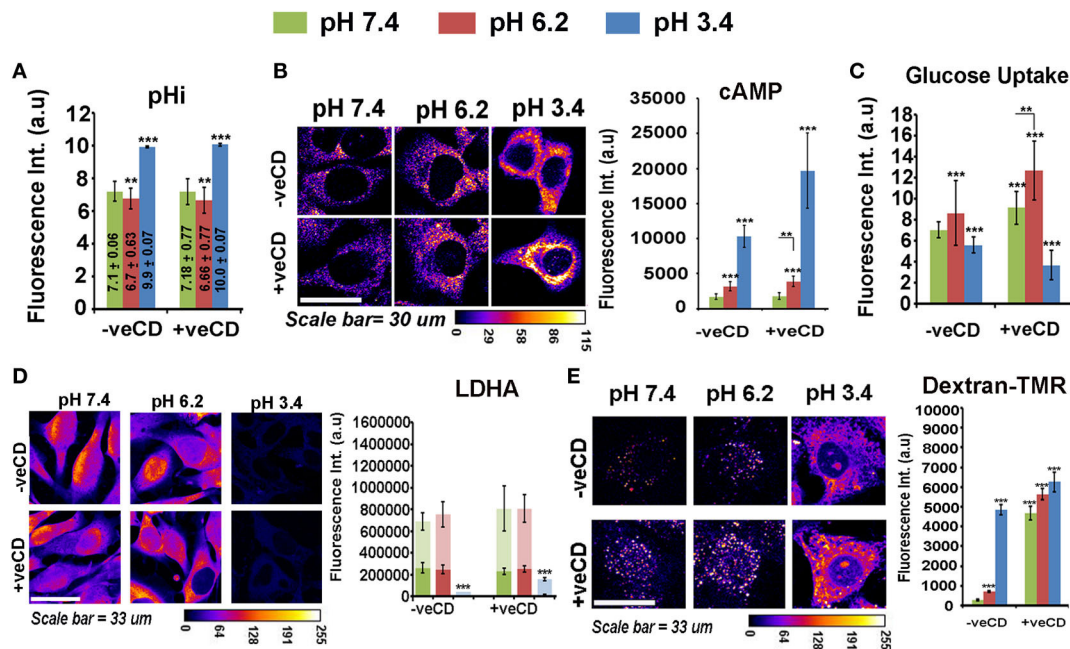 pH 7.4 pH 6.2 pH 3.4
A
pHi
Fluorescence Int. (a.u)
12
10
8
6
4
2
0
** *** ** ***
7.1 ± 0.06
6.7 ± 0.63
9.9 ± 0.07
7.18 ± 0.77
6.66 ± 0.77
10.0 ± 0.07
-veCD +veCD
B
pH 7.4 pH 6.2 pH 3.4
-veCD
+veCD
Scale bar= 30 um
0 29 58 86 115
cAMP
Fluorescence Int. (a.u)
35000
30000
25000
20000
15000
10000
5000
0
*** *** ** *** ***
-veCD +veCD
C
Glucose Uptake
Fluorescence Int. (a.u)
18
16
14
12
10
8
6
4
2
0
*** *** *** ** *** ***
-veCD +veCD
D
pH 7.4 pH 6.2 pH 3.4
-veCD
+veCD
Scale bar = 33 um
0 64 128 191 255
LDHA
Fluorescence Int. (a.u)
1600000
1400000
1200000
1000000
800000
600000
400000
200000
0
*** ***
-veCD +veCD
E
pH 7.4 pH 6.2 pH 3.4
-veCD
+veCD
Scale bar = 33 um
0 64 128 191 255
Dextran-TMR
Fluorescence Int. (a.u)
10000
9000
8000
7000
6000
5000
4000
3000
2000
1000
0
*** *** *** *** ***
-veCD +veCD